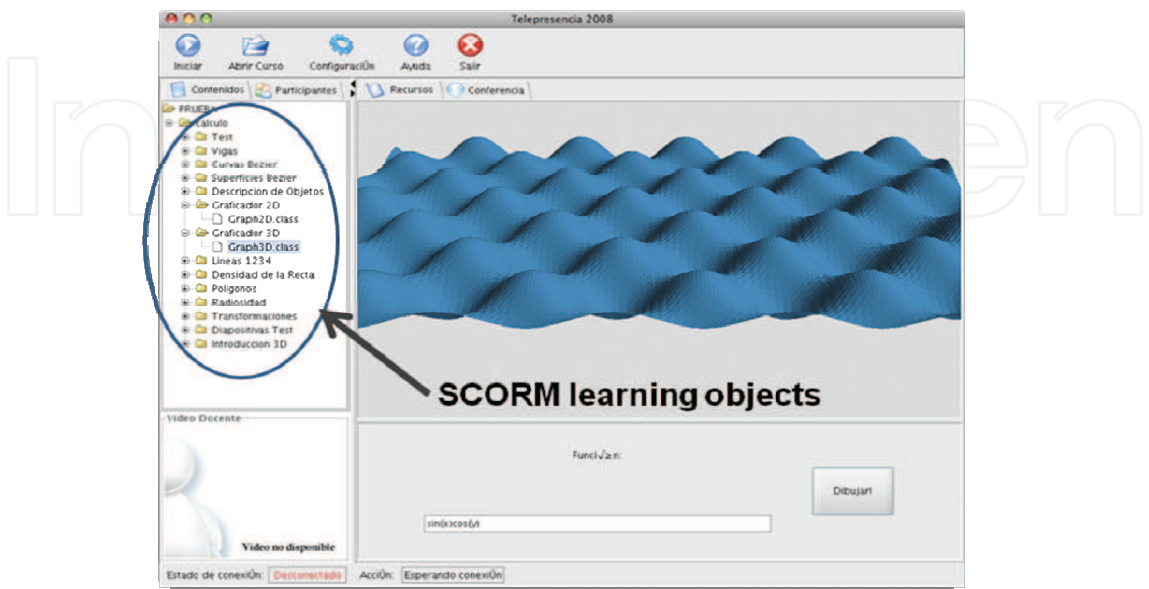 Telepresencia 2008
Iniciar Abrir Curso ConfiguraciÛn Ayuda Salir
Contenidos Participantes Recursos Conferencia
PRUEBA
calculo
Test
Vigas
Curvas Bezier
Superficies Bezier
Descripcion de Objetos
Graficador 2D
Graph2D.class
Graficador 3D
Graph3D.class
Lineas 1234
Densidad de la Recta
Poligonos
Radiosidad
Transformaciones
Diapositivas Test
Introduccion 3D
SCORM learning objects
Video Docente
Video no disponible
Funci√≥n:
sin(x)cos(y)
Dibujar!
Estado de conexiÛn: Desconectado AcciÛn: Esperando conexiÛn